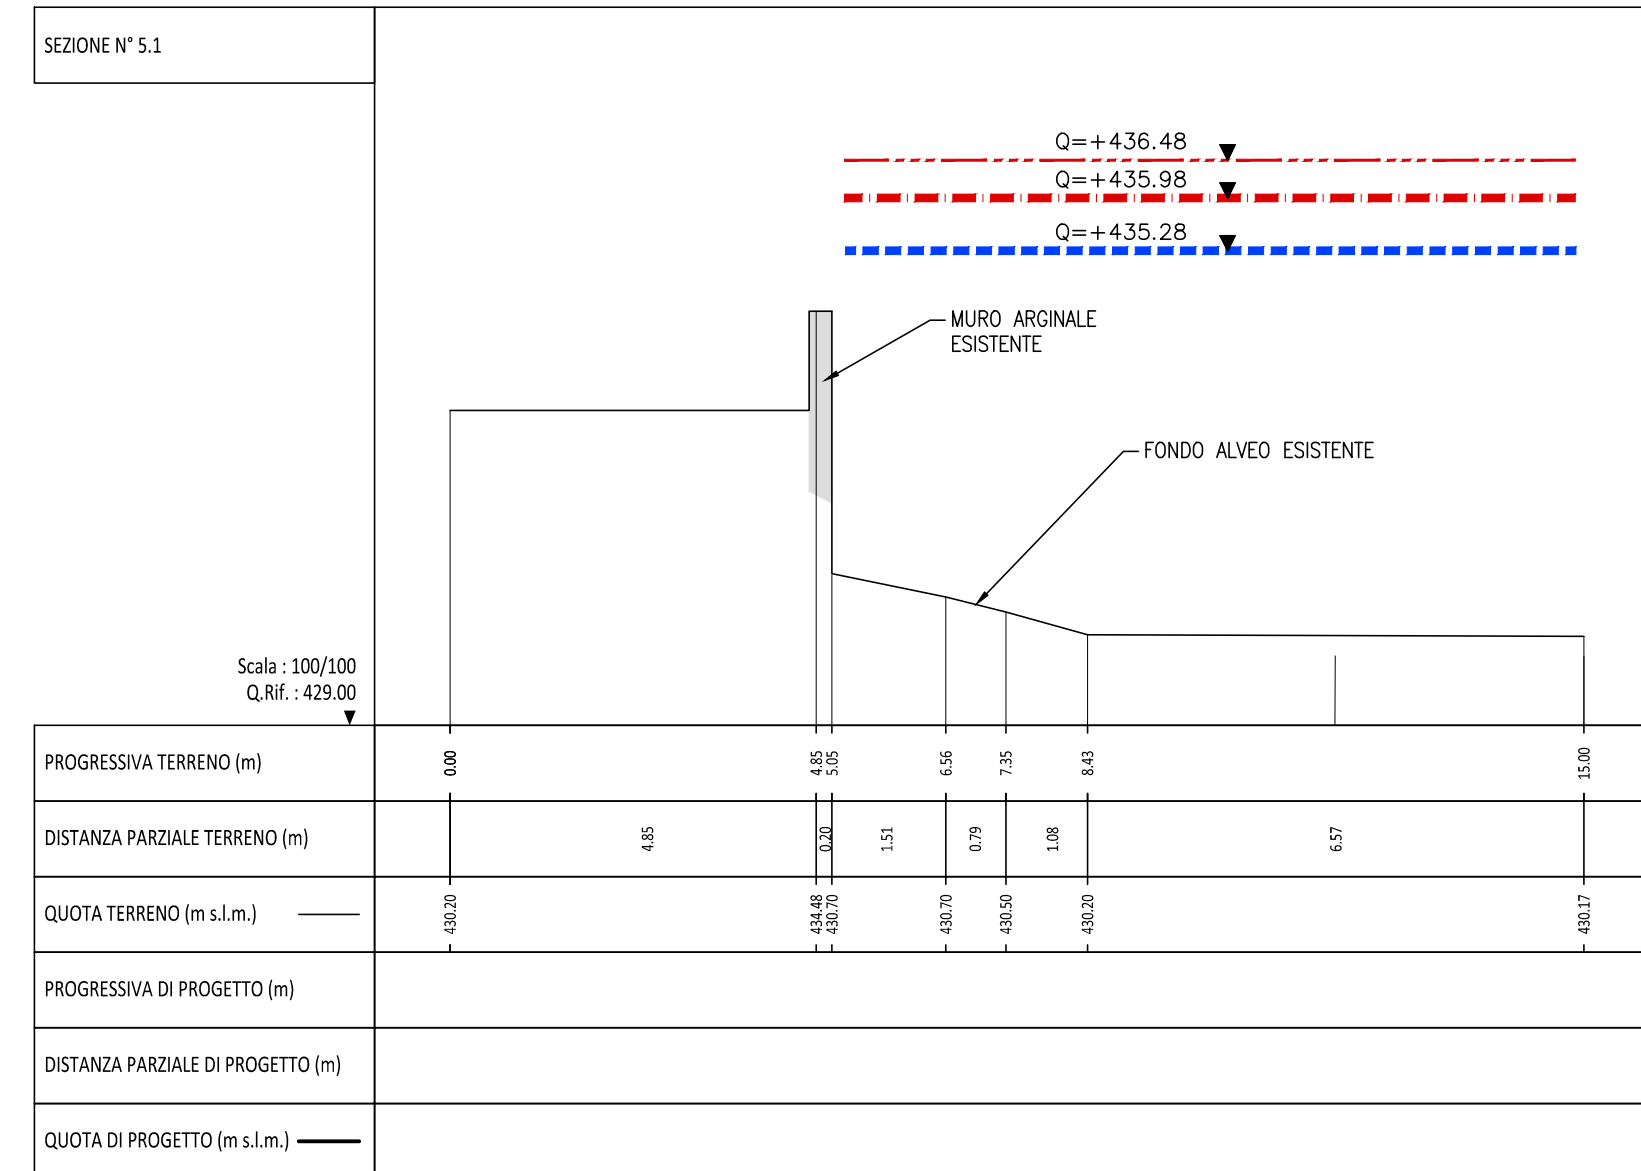 SEZIONE N° 5.1
Q=+436.48
Q=+435.98
Q=+435.28
MURO ARGINALE
ESISTENTE
FONDO ALVEO ESISTENTE
Scala : 100/100
Q.Rif. : 429.00
PROGRESSIVA TERRENO (m) 0.00 4.85 5.05 6.56 7.35 8.43 15.00
DISTANZA PARZIALE TERRENO (m) 4.85 0.20 1.51 0.79 1.08 6.57
QUOTA TERRENO (m s.l.m.) 430.20 434.48 430.70 430.70 430.50 430.20 430.17
PROGRESSIVA DI PROGETTO (m)
DISTANZA PARZIALE DI PROGETTO (m)
QUOTA DI PROGETTO (m s.l.m.)